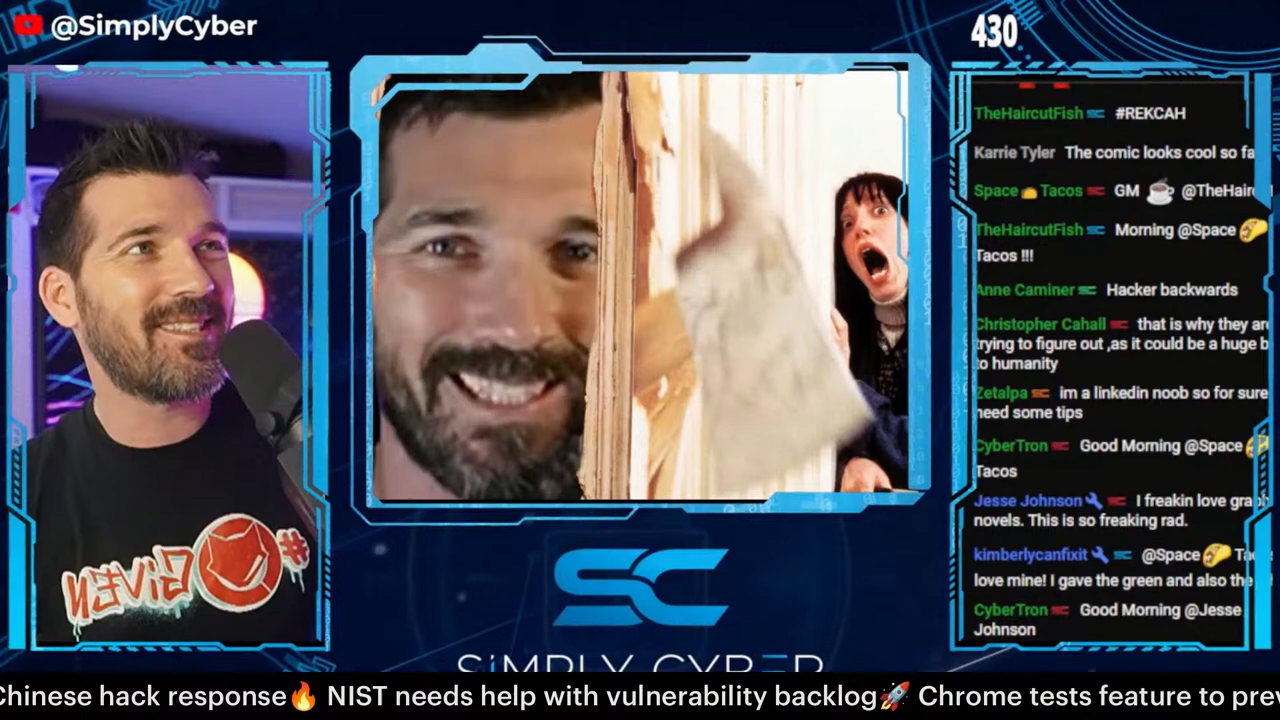 @SimplyCyber
430
TheHaircutFish #REKCAH
Karrie Tyler The comic looks cool so fa
Space Tacos GM @TheHair
TheHaircutFish Morning @Space
Tacos !!!
Anne Caminer Hacker backwards
Christopher Cahall that is why they are
trying to figure out ,as it could be a huge b
to humanity
Zetalpa im a linkedin noob so for sure
need some tips
CyberTron Good Morning @Space
Tacos
Jesse Johnson I freakin love grap
novels. This is so freaking rad.
kimberlycanfixit @Space Ta
love mine! I gave the green and also the
CyberTron Good Morning @Jesse
Johnson
SC
SIMPLY CYBER
Chinese hack response🔥 NIST needs help with vulnerability backlog🚀 Chrome tests feature to prev